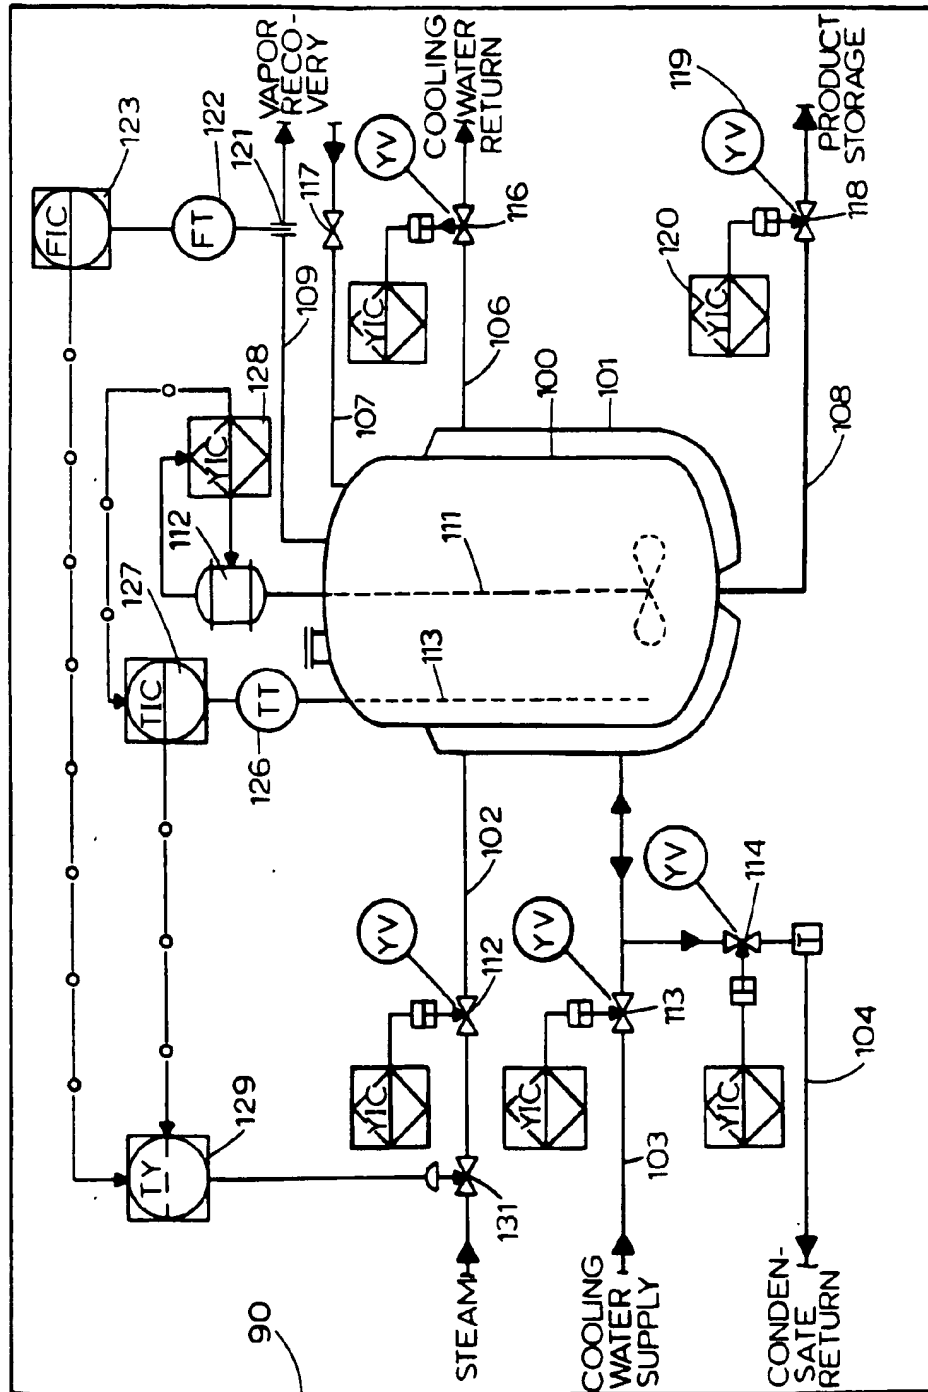 123
FIC
122
FT
121
VAPOR
RECO-
VERY
117
109
107
128
YIC
112
127
TIC
126
TT
113
111
TY
129
COOLING
WATER
RETURN
YV
116
YIC
106
100
101
119
YV
120
YIC
118
PRODUCT
STORAGE
108
102
YV
112
YIC
131
STEAM
YV
113
YIC
103
COOLING
WATER
SUPPLY
YV
114
YIC
T
104
CONDEN-
SATE
RETURN
90